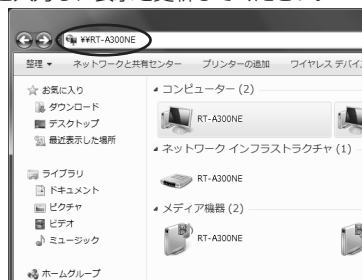 ¥¥RT-A300NE
整理 ▼ ネットワークと共有センター プリンターの追加 ワイヤレス デバイ
お気に入り
ダウンロード
デスクトップ
最近表示した場所
ライブラリ
ドキュメント
ピクチャ
ビデオ
ミュージック
ホームグループ
コンピューター (2)
RT-A300NE
ネットワーク インフラストラクチャ (1)
RT-A300NE
メディア機器 (2)
RT-A300NE